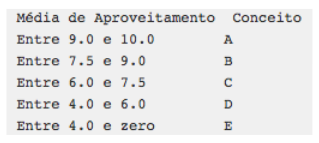 Média de Aproveitamento  Conceito
Entre 9.0 e 10.0         A
Entre 7.5 e 9.0          B
Entre 6.0 e 7.5          C
Entre 4.0 e 6.0          D
Entre 4.0 e zero         E